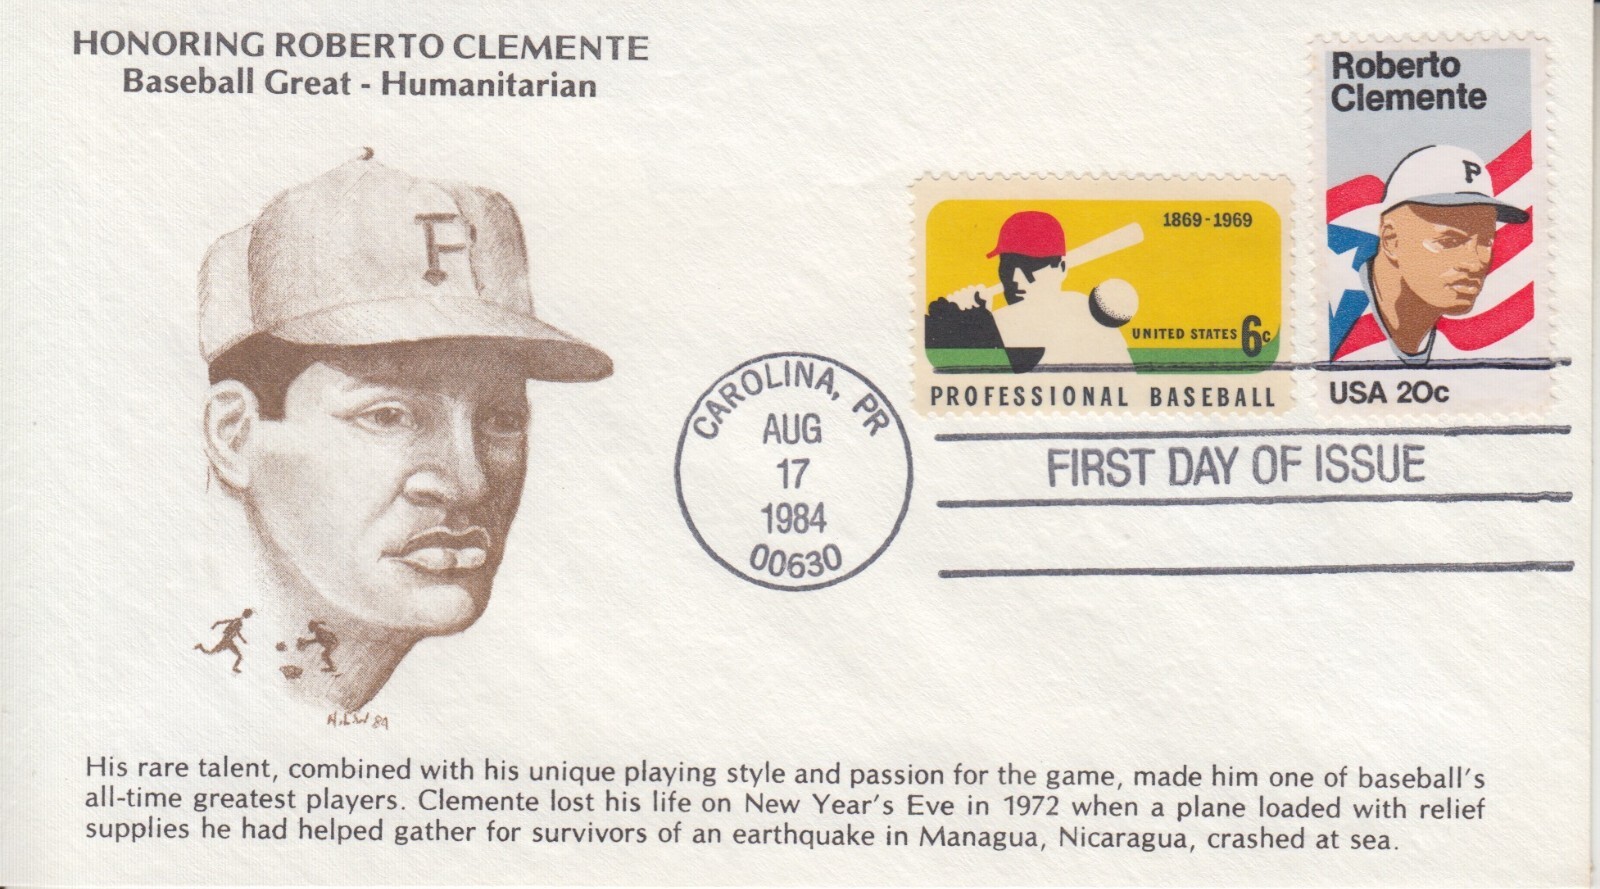 HONORING ROBERTO CLEMENTE
Baseball Great - Humanitarian
Roberto
Clemente
P
1869-1969
UNITED STATES 6c
PROFESSIONAL BASEBALL
USA 20c
CAROLINA, PR
AUG
17
1984
00630
FIRST DAY OF ISSUE
P
His rare talent, combined with his unique playing style and passion for the game, made him one of baseball's
all-time greatest players. Clemente lost his life on New Year's Eve in 1972 when a plane loaded with relief
supplies he had helped gather for survivors of an earthquake in Managua, Nicaragua, crashed at sea.